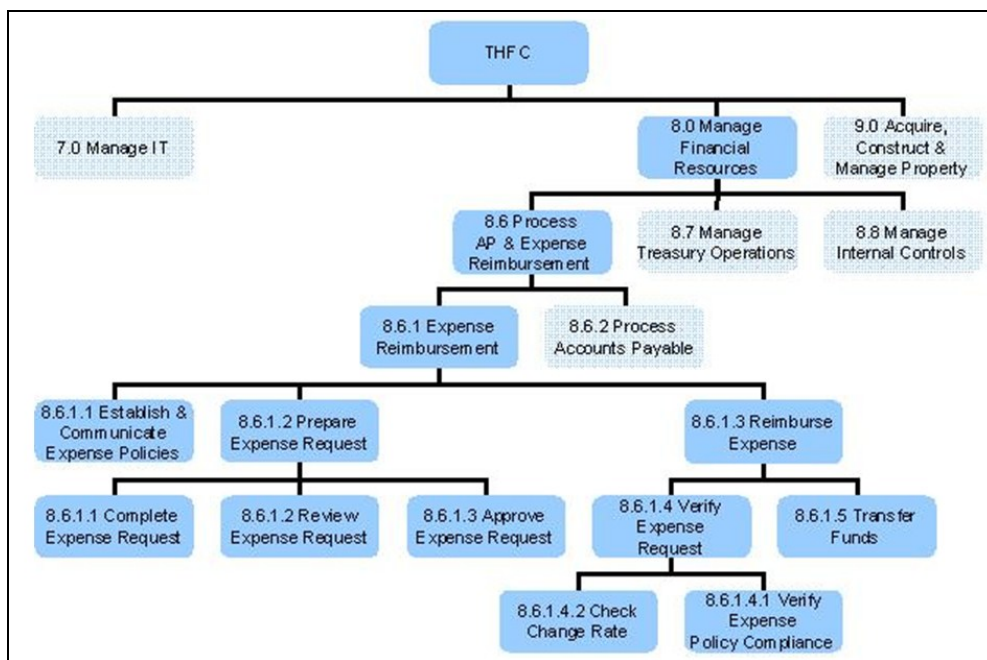 THFC
7.0 Manage IT
8.0 Manage
Financial
Resources
9.0 Acquire,
Construct &
Manage Property
8.6 Process
AP & Expense
Reimbursement
8.7 Manage
Treasury Operations
8.8 Manage
Internal Controls
8.6.1 Expense
Reimbursement
8.6.2 Process
Accounts Payable
8.6.1.1 Establish &
Communicate
Expense Policies
8.6.1.2 Prepare
Expense Request
8.6.1.3 Reimburse
Expense
8.6.1.1 Complete
Expense Request
8.6.1.2 Review
Expense Request
8.6.1.3 Approve
Expense Request
8.6.1.4 Verify
Expense
Request
8.6.1.5 Transfer
Funds
8.6.1.4.2 Check
Change Rate
8.6.1.4.1 Verify
Expense
Policy Compliance